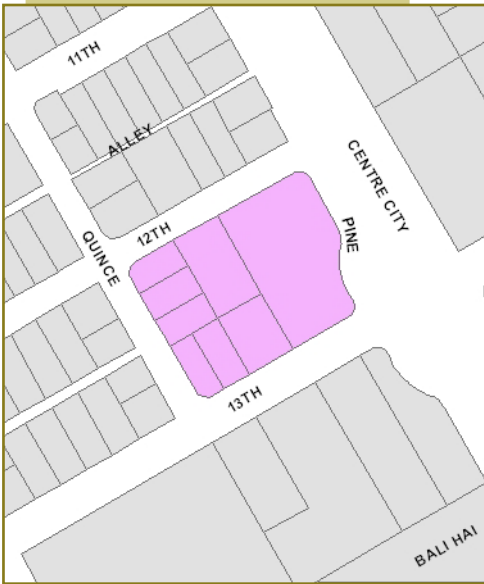 11TH
ALLEY
CENTRE CITY
12TH
PINE
QUINCE
13TH
BALI HAI